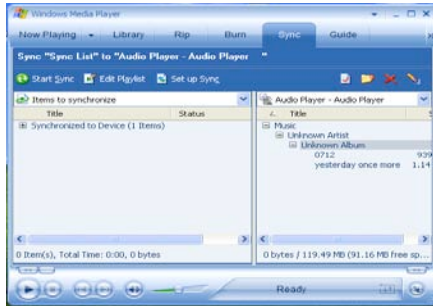 Windows Media Player
Now Playing Library Rip Burn Sync Guide
Sync "Sync List" to "Audio Player - Audio Player "
Start Sync Edit Playlist Set up Sync
Items to synchronize
Title Status
Synchronized to Device (1 Items)
0 Item(s), Total Time: 0:00, 0 bytes
Audio Player - Audio Player
Title S
Music
Unknown Artist
Unknown Album
0712 939
yesterday once more 1.14
0 bytes / 119.49 MB (91.16 MB free sp...
Ready